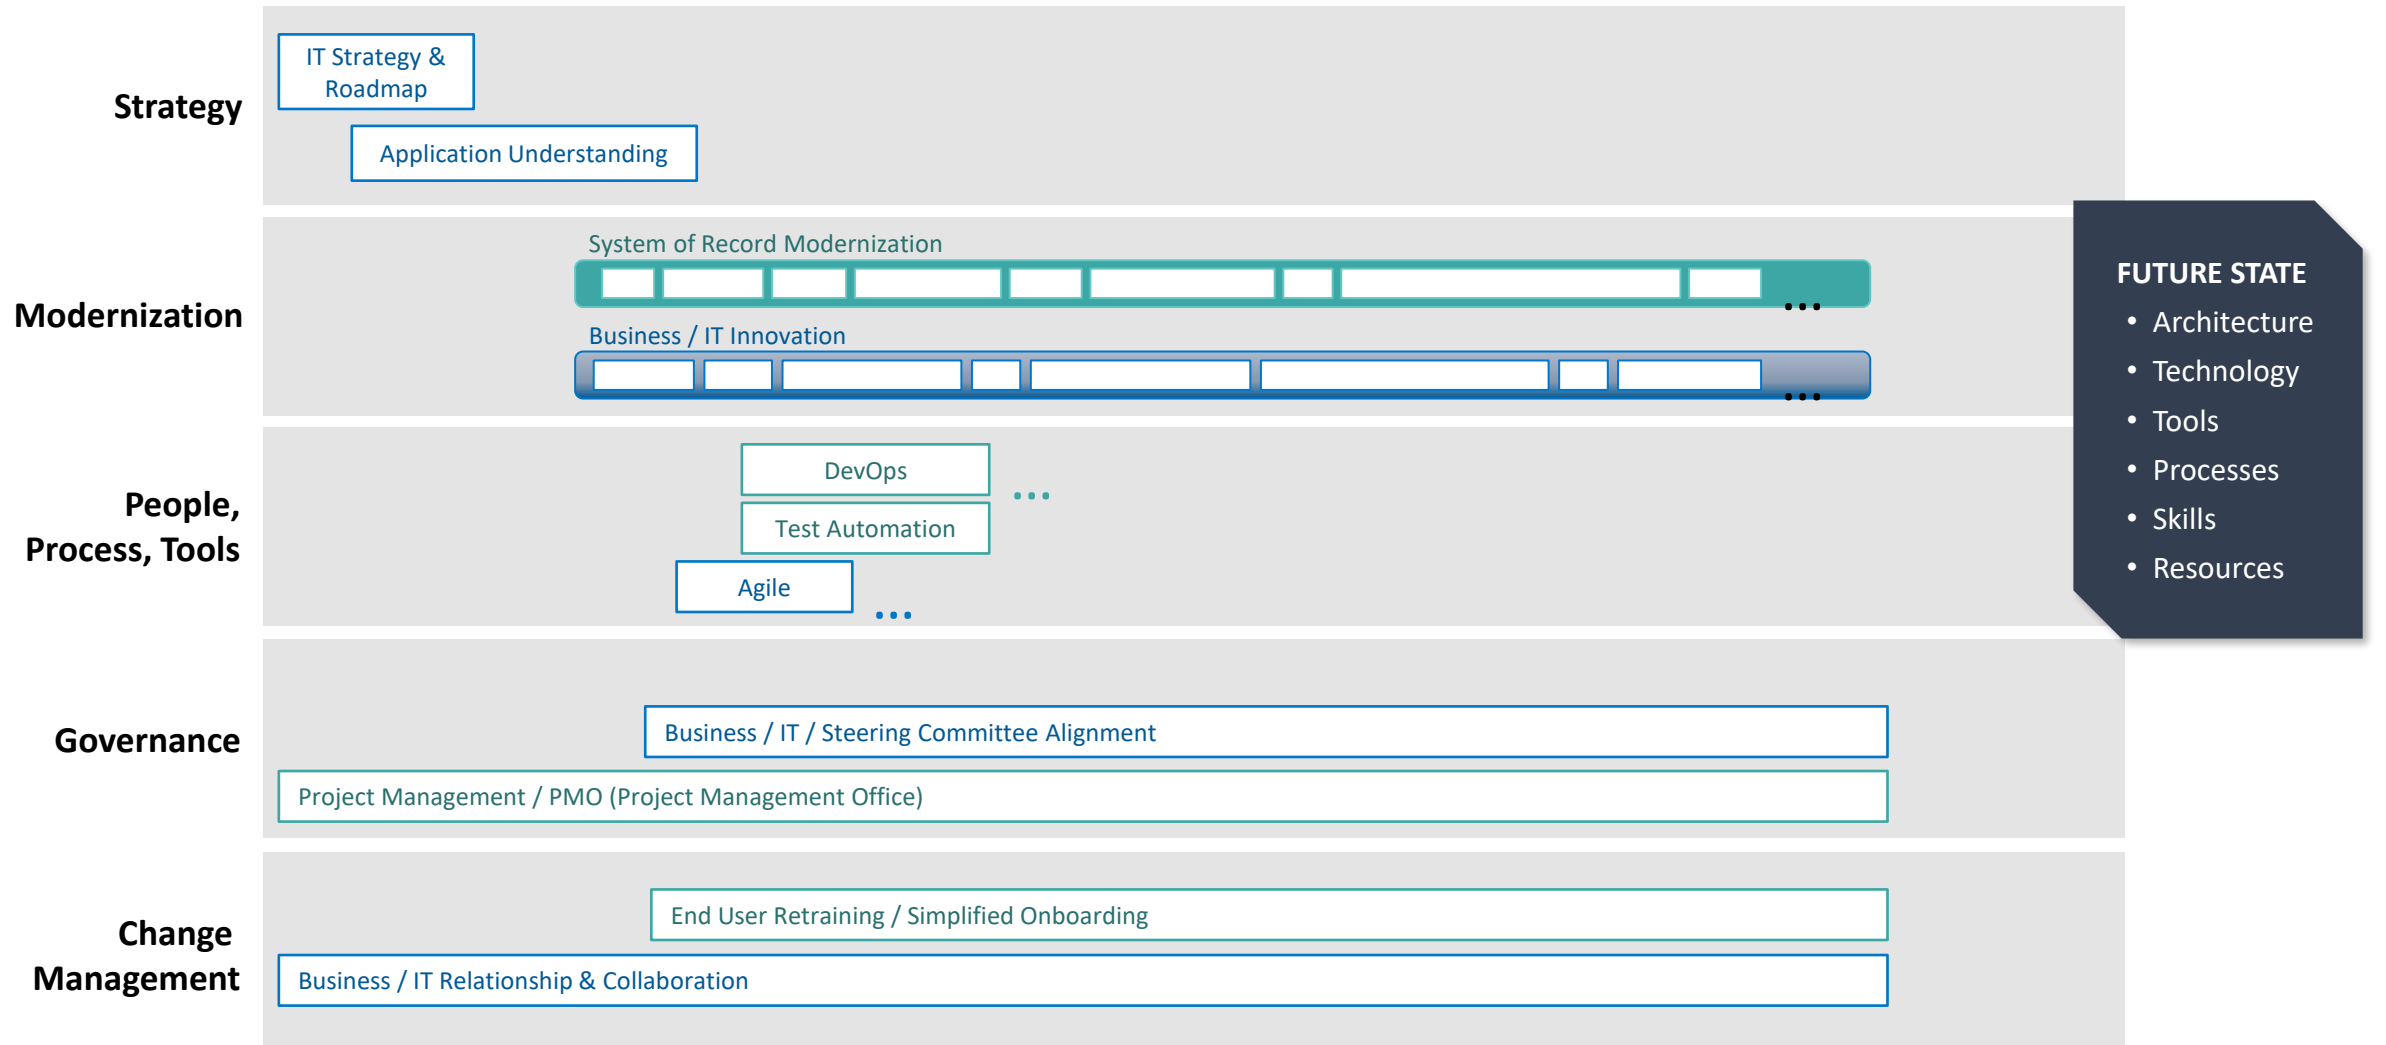 Strategy
IT Strategy &
Roadmap
Application Understanding
Modernization
System of Record Modernization
...
Business / IT Innovation
...
People,
Process, Tools
DevOps
...
Test Automation
Agile
...
Governance
Business / IT / Steering Committee Alignment
Project Management / PMO (Project Management Office)
Change
Management
End User Retraining / Simplified Onboarding
Business / IT Relationship & Collaboration
FUTURE STATE
• Architecture
• Technology
• Tools
• Processes
• Skills
• Resources